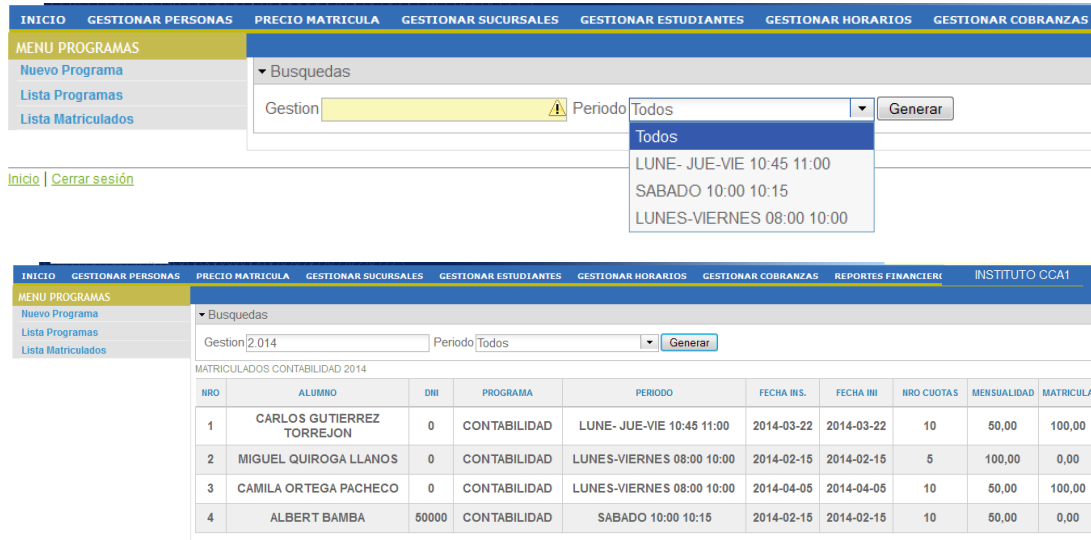 INICIO GESTIONAR PERSONAS PRECIO MATRICULA GESTIONAR SUCURSALES GESTIONAR ESTUDIANTES GESTIONAR HORARIOS GESTIONAR COBRANZAS
MENU PROGRAMAS
Nuevo Programa
Lista Programas
Lista Matriculados
Busquedas
Gestion Periodo Todos Generar
Todos
LUNE- JUE-VIE 10:45 11:00
SABADO 10:00 10:15
LUNES-VIERNES 08:00 10:00
Inicio | Cerrar sesión
INICIO GESTIONAR PERSONAS PRECIO MATRICULA GESTIONAR SUCURSALES GESTIONAR ESTUDIANTES GESTIONAR HORARIOS GESTIONAR COBRANZAS REPORTES FINANCIER( INSTITUTO CCA1
MENU PROGRAMAS
Nuevo Programa
Lista Programas
Lista Matriculados
Busquedas
Gestion 2.014 Periodo Todos Generar
MATRICULADOS CONTABILIDAD 2014
NRO ALUMNO DNI PROGRAMA PERIODO FECHA INS. FECHA INI NRO CUOTAS MENSUALIDAD MATRICULA
1 CARLOS GUTIERREZ TORREJON 0 CONTABILIDAD LUNE- JUE-VIE 10:45 11:00 2014-03-22 2014-03-22 10 50,00 100,00
2 MIGUEL QUIROGA LLANOS 0 CONTABILIDAD LUNES-VIERNES 08:00 10:00 2014-02-15 2014-02-15 5 100,00 0,00
3 CAMILA ORTEGA PACHECO 0 CONTABILIDAD LUNES-VIERNES 08:00 10:00 2014-04-05 2014-04-05 10 50,00 100,00
4 ALBERT BAMBA 50000 CONTABILIDAD SABADO 10:00 10:15 2014-02-15 2014-02-15 10 50,00 0,00